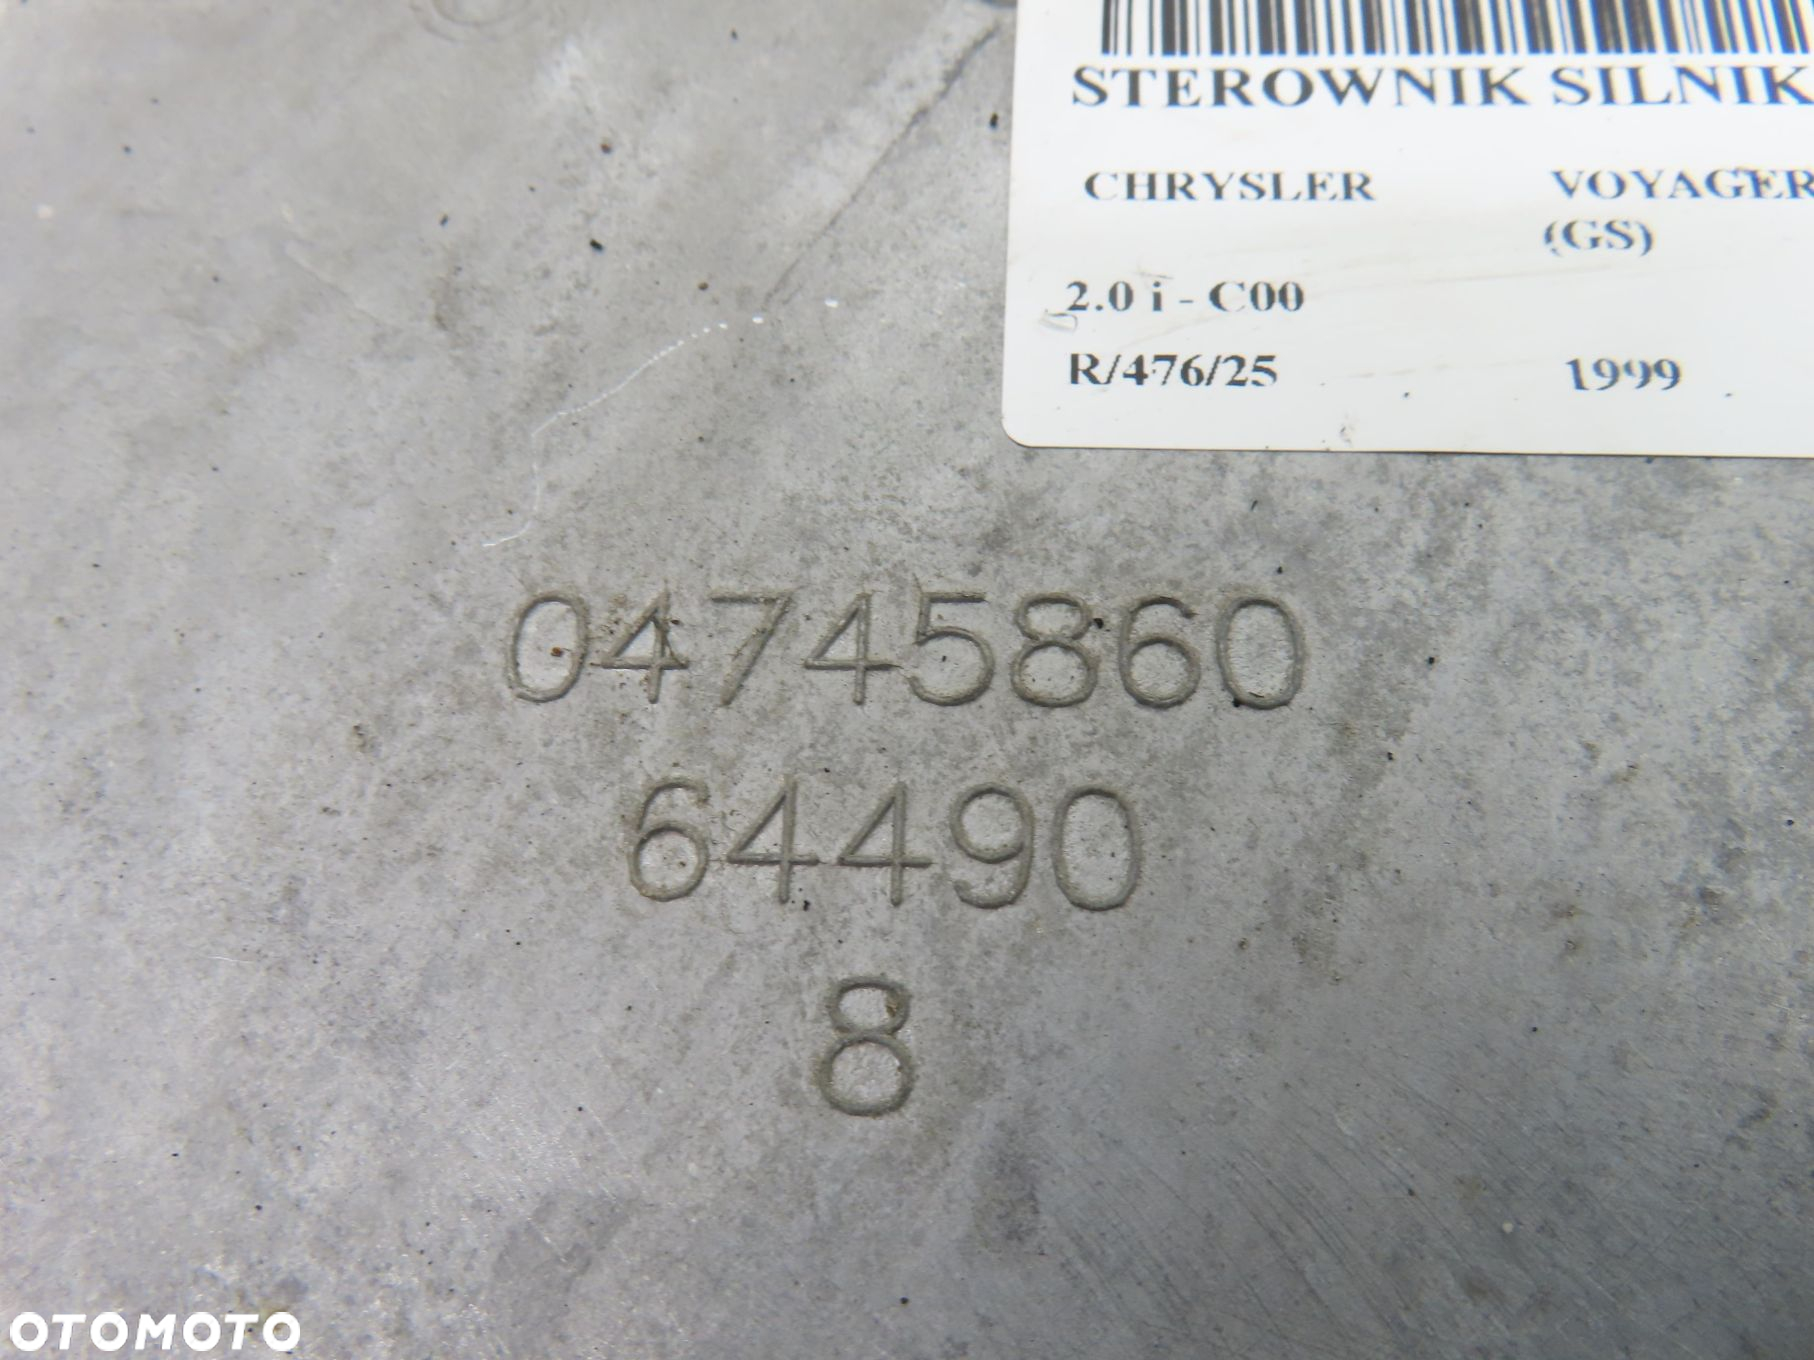 STEROWNIK SILNIK
CHRYSLER VOYAGER
(GS)
2.0 i - C00
R/476/25 1999
04745860
64490
8
OTOMOTO